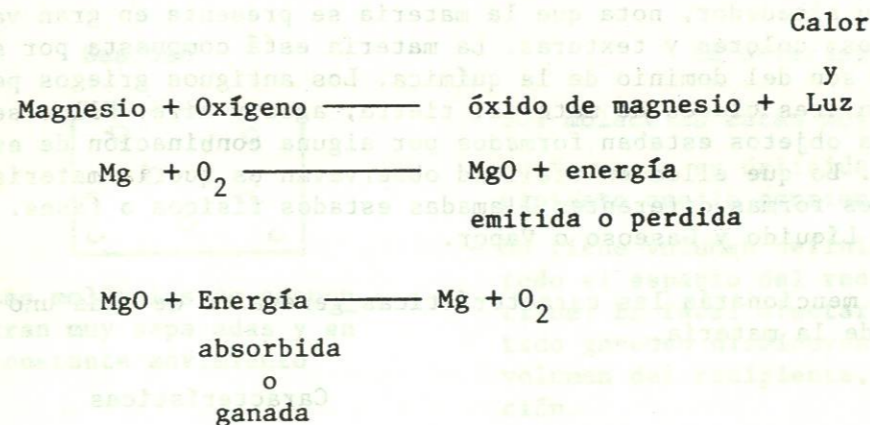 Calor
y
Magnesio + Oxígeno ——— óxido de magnesio + Luz
Mg + O₂ ——— MgO + energía
emitida o perdida
MgO + Energía ——— Mg + O₂
absorbida
o
ganada